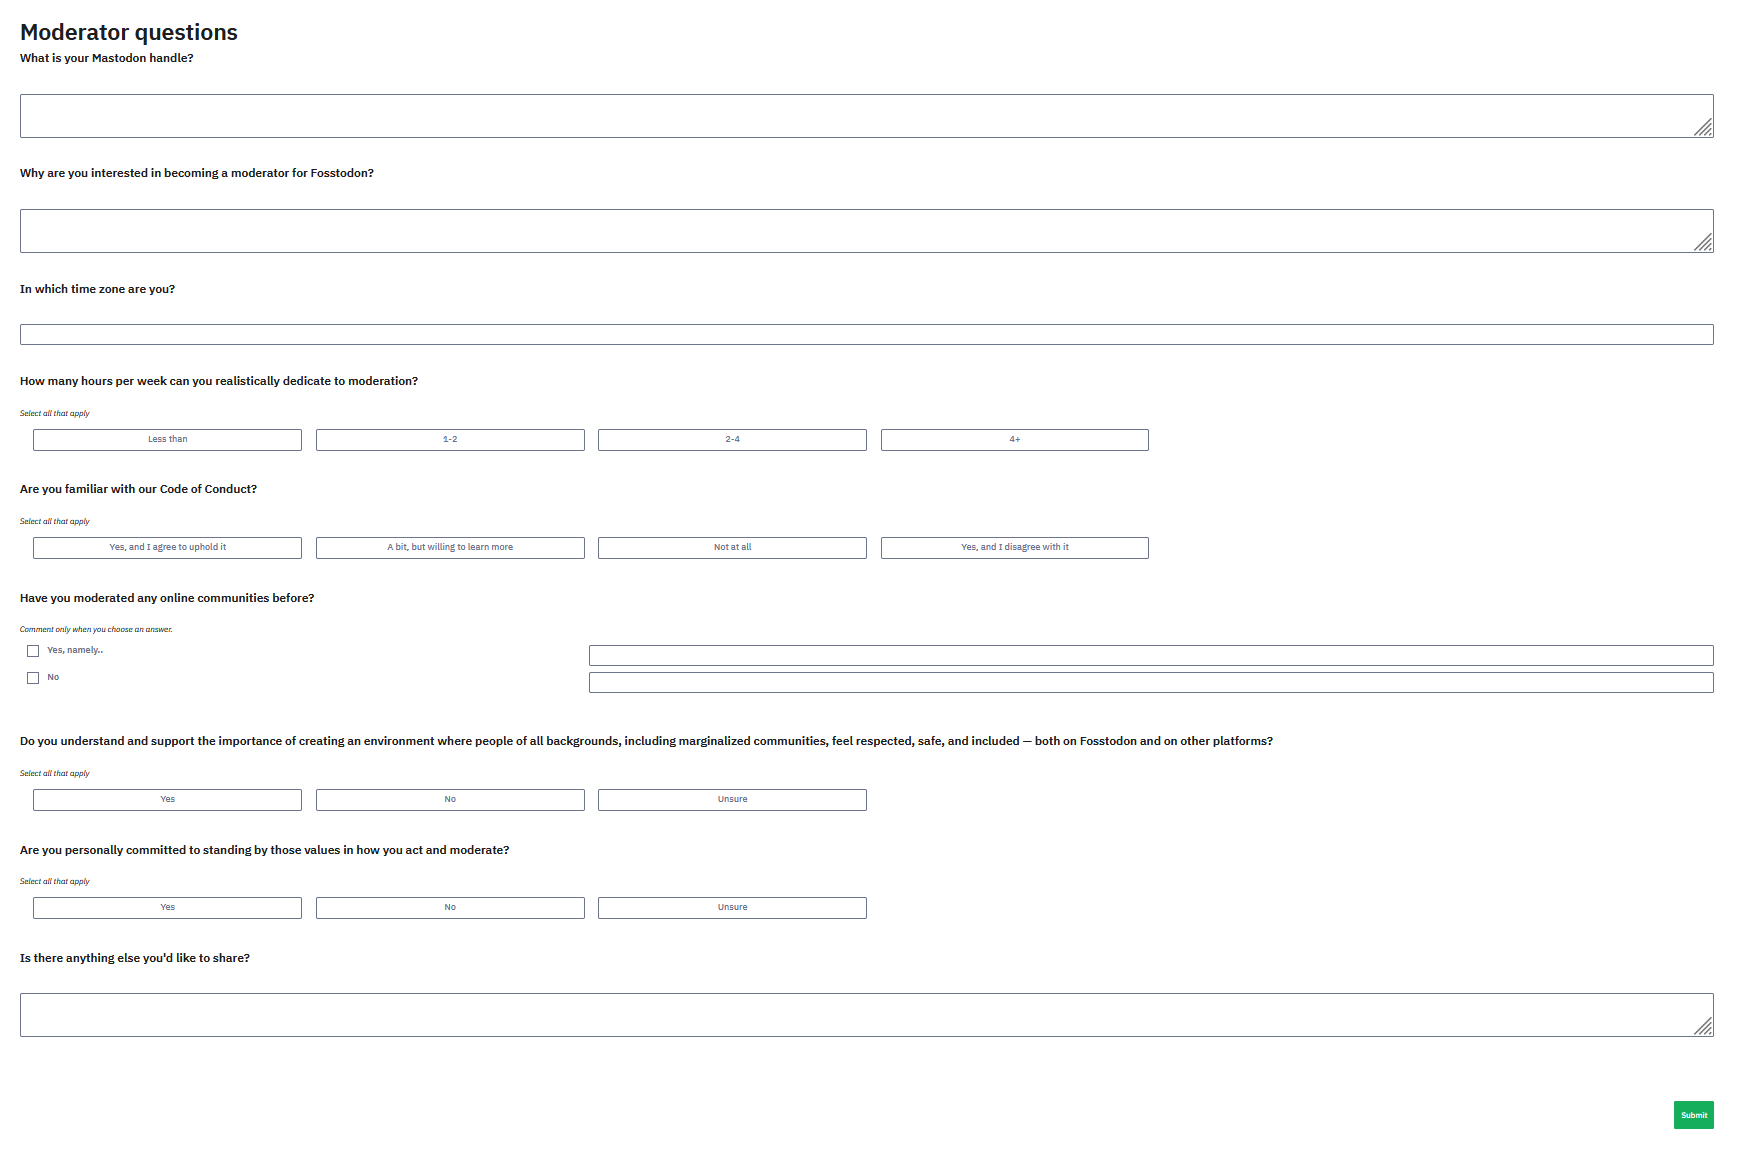 Moderator questions
What is your Mastodon handle?
Why are you interested in becoming a moderator for Fosstodon?
In which time zone are you?
How many hours per week can you realistically dedicate to moderation?
Select all that apply
Less than
1-2
2-4
4+
Are you familiar with our Code of Conduct?
Select all that apply
Yes, and I agree to uphold it
A bit, but willing to learn more
Not at all
Yes, and I disagree with it
Have you moderated any online communities before?
Comment only when you choose an answer.
Yes, namely..
No
Do you understand and support the importance of creating an environment where people of all backgrounds, including marginalized communities, feel respected, safe, and included — both on Fosstodon and on other platforms?
Select all that apply
Yes
No
Unsure
Are you personally committed to standing by those values in how you act and moderate?
Select all that apply
Yes
No
Unsure
Is there anything else you'd like to share?
Submit